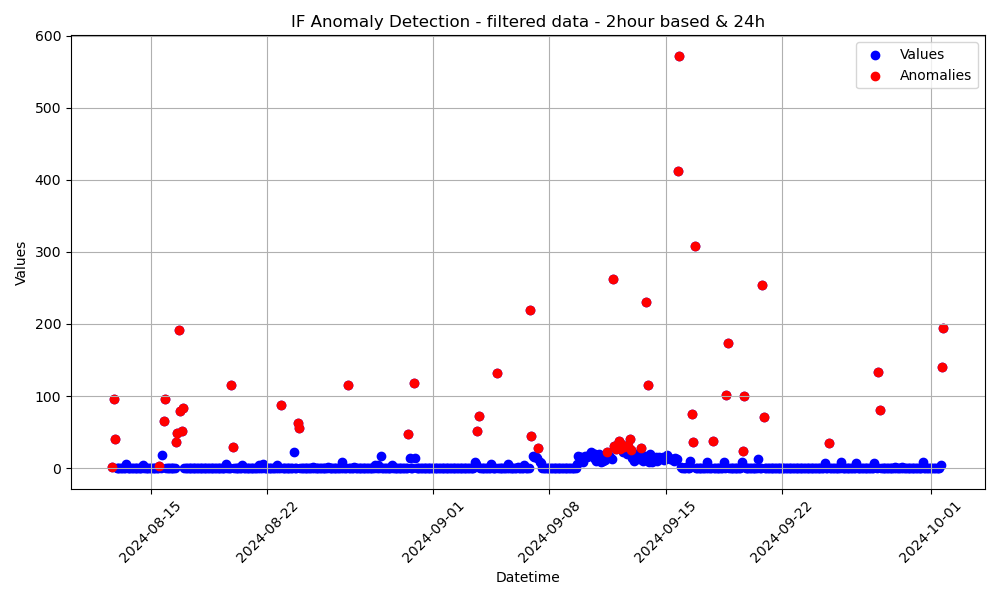 IF Anomaly Detection - filtered data - 2hour based & 24h
Values
Anomalies
600
500
400
300
200
100
0
Values
2024-08-15
2024-08-22
2024-09-01
2024-09-08
2024-09-15
2024-09-22
2024-10-01
Datetime